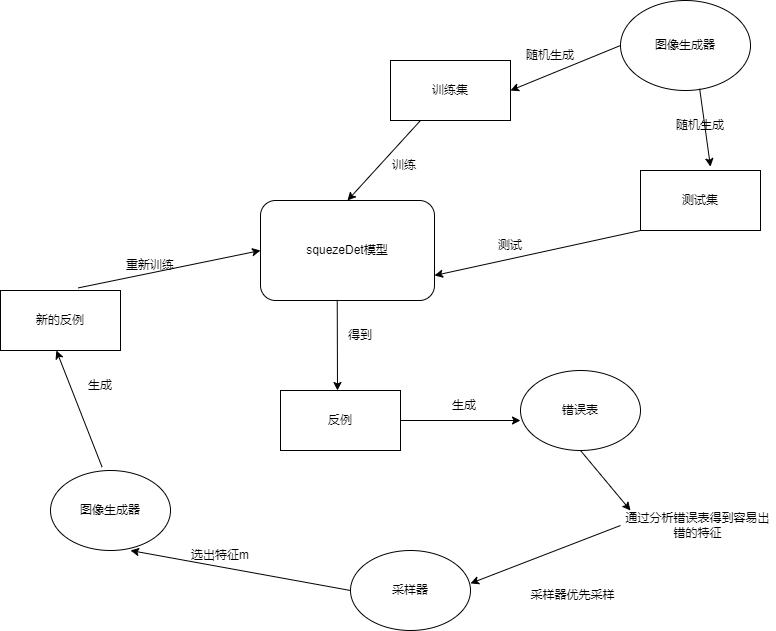 图像生成器
随机生成
训练集
随机生成
训练
测试集
squezeDet模型
测试
重新训练
新的反例
得到
生成
反例
生成
错误表
图像生成器
通过分析错误表得到容易出
错的特征
选出特征m
采样器
采样器优先采样